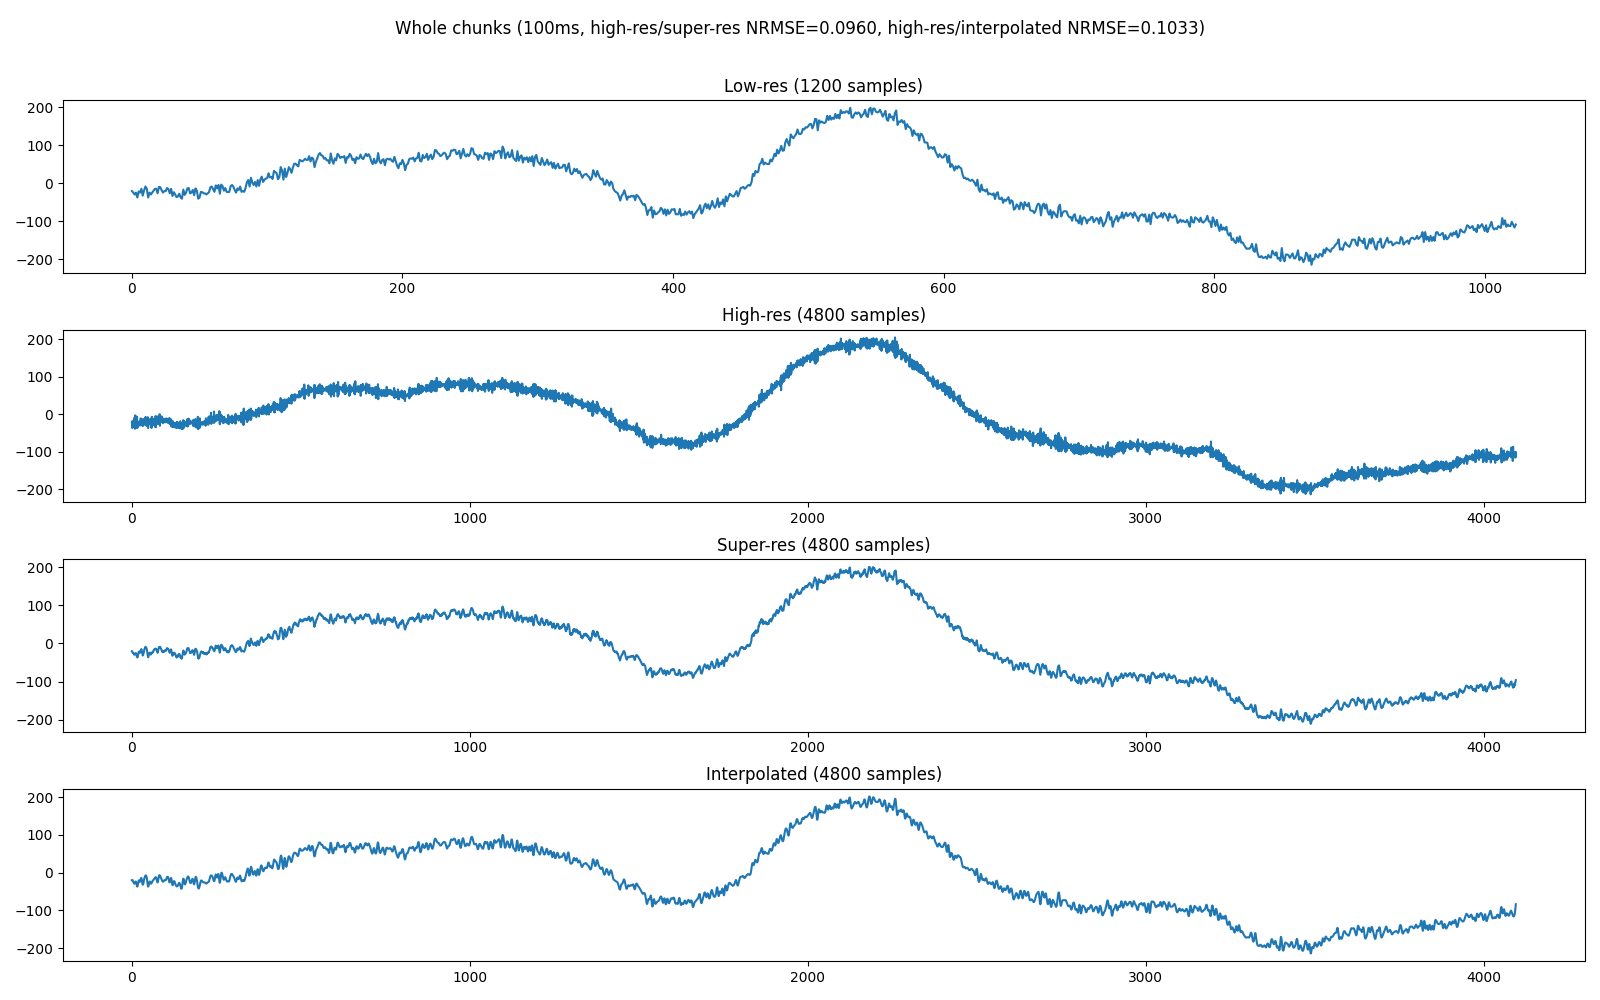 Whole chunks (100ms, high-res/super-res NRMSE=0.0960, high-res/interpolated NRMSE=0.1033)
Low-res (1200 samples)
200
100
0
−100
−200
0 200 400 600 800 1000
High-res (4800 samples)
200
100
0
−100
−200
0 1000 2000 3000 4000
Super-res (4800 samples)
200
100
0
−100
−200
0 1000 2000 3000 4000
Interpolated (4800 samples)
200
100
0
−100
−200
0 1000 2000 3000 4000